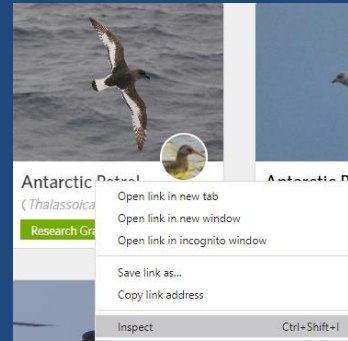 Antarctic
Antarctic
(Thalassoica
Research
Open link in new tab
Open link in new window
Open link in incognito window
Save link as...
Copy link address
Inspect Ctrl+Shift+I